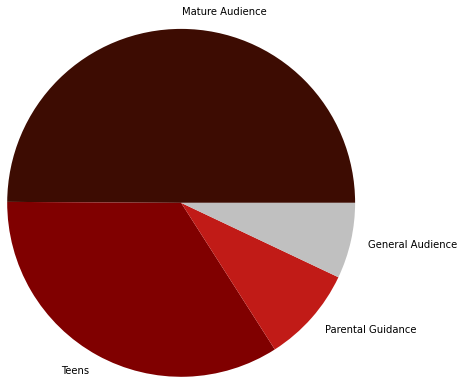 Mature Audience
General Audience
Parental Guidance
Teens